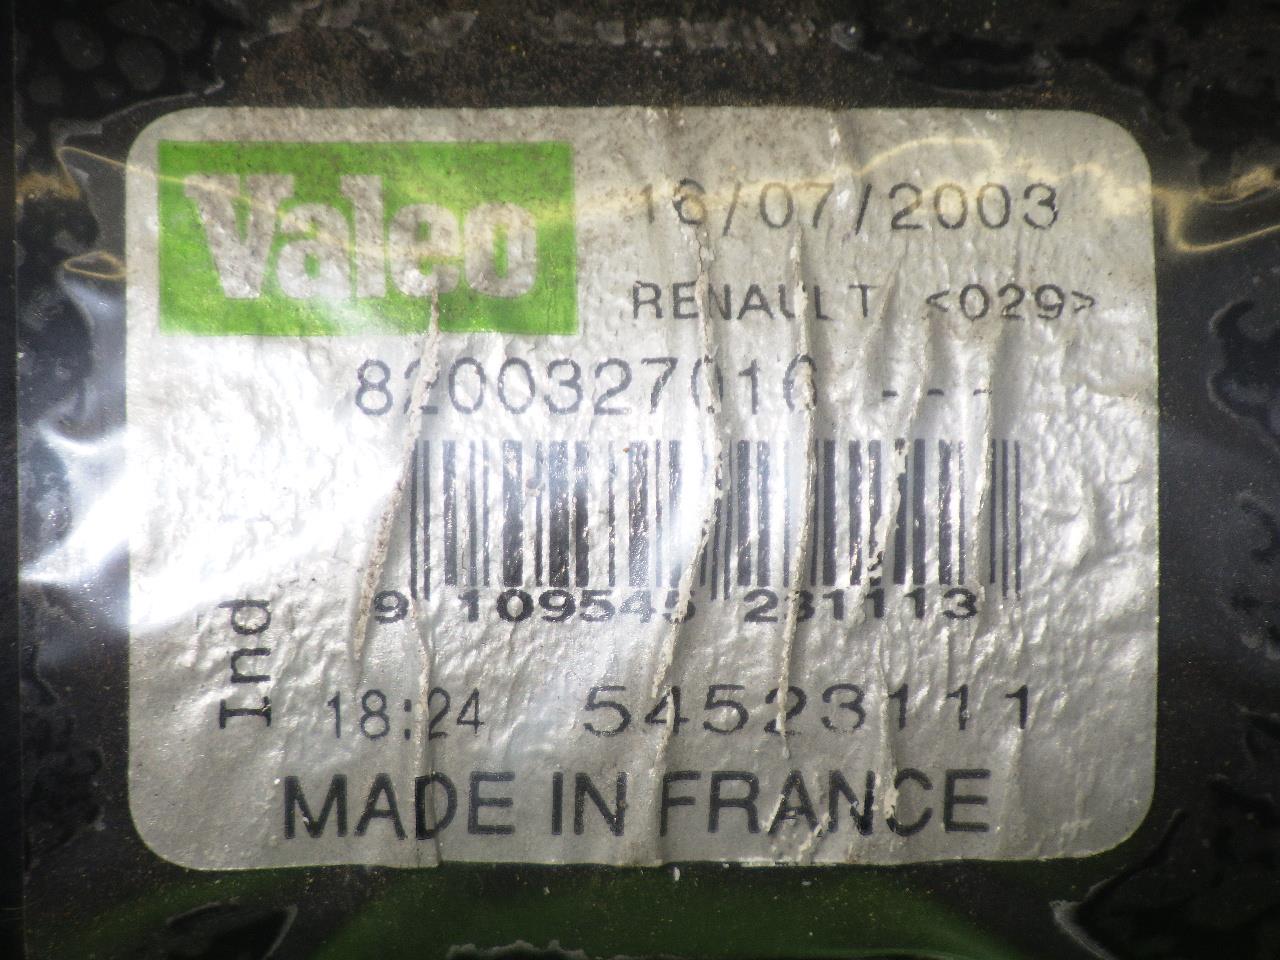 Valeo
16/07/2003
RENAULT <029>
8200327016 ---
9 109545 231113
Ind
18:24 54523111
MADE IN FRANCE